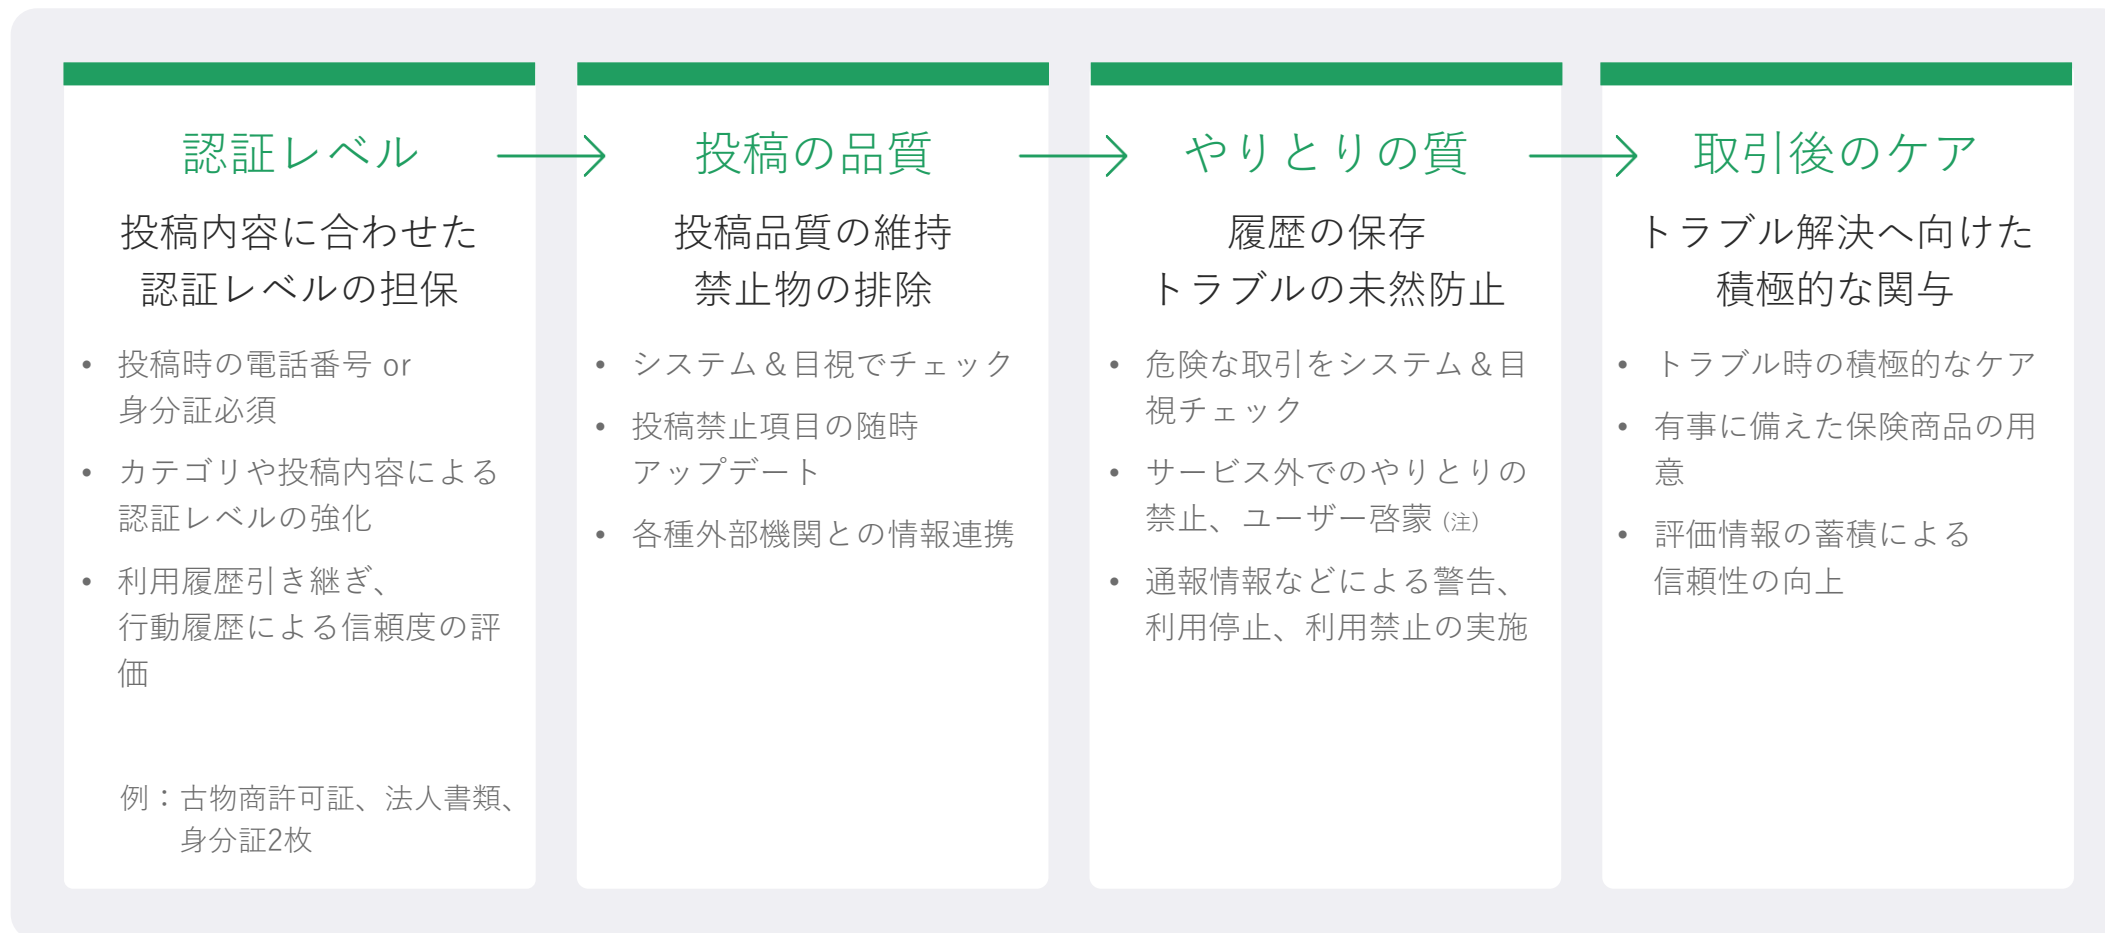 認証レベル
投稿内容に合わせた
認証レベルの担保
• 投稿時の電話番号 or
身分証必須
• カテゴリや投稿内容による
認証レベルの強化
• 利用履歴引き継ぎ、
行動履歴による信頼度の評
価
例：古物商許可証、法人書類、
身分証2枚
投稿の品質
投稿品質の維持
禁止物の排除
• システム＆目視でチェック
• 投稿禁止項目の随時
アップデート
• 各種外部機関との情報連携
やりとりの質
履歴の保存
トラブルの未然防止
• 危険な取引をシステム＆目
視チェック
• サービス外でのやりとりの
禁止、ユーザー啓蒙 (注)
• 通報情報などによる警告、
利用停止、利用禁止の実施
取引後のケア
トラブル解決へ向けた
積極的な関与
• トラブル時の積極的なケア
• 有事に備えた保険商品の用
意
• 評価情報の蓄積による
信頼性の向上